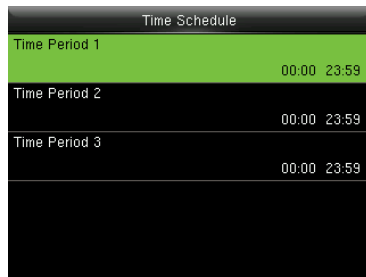 Time Schedule
Time Period 1
00:00 23:59
Time Period 2
00:00 23:59
Time Period 3
00:00 23:59